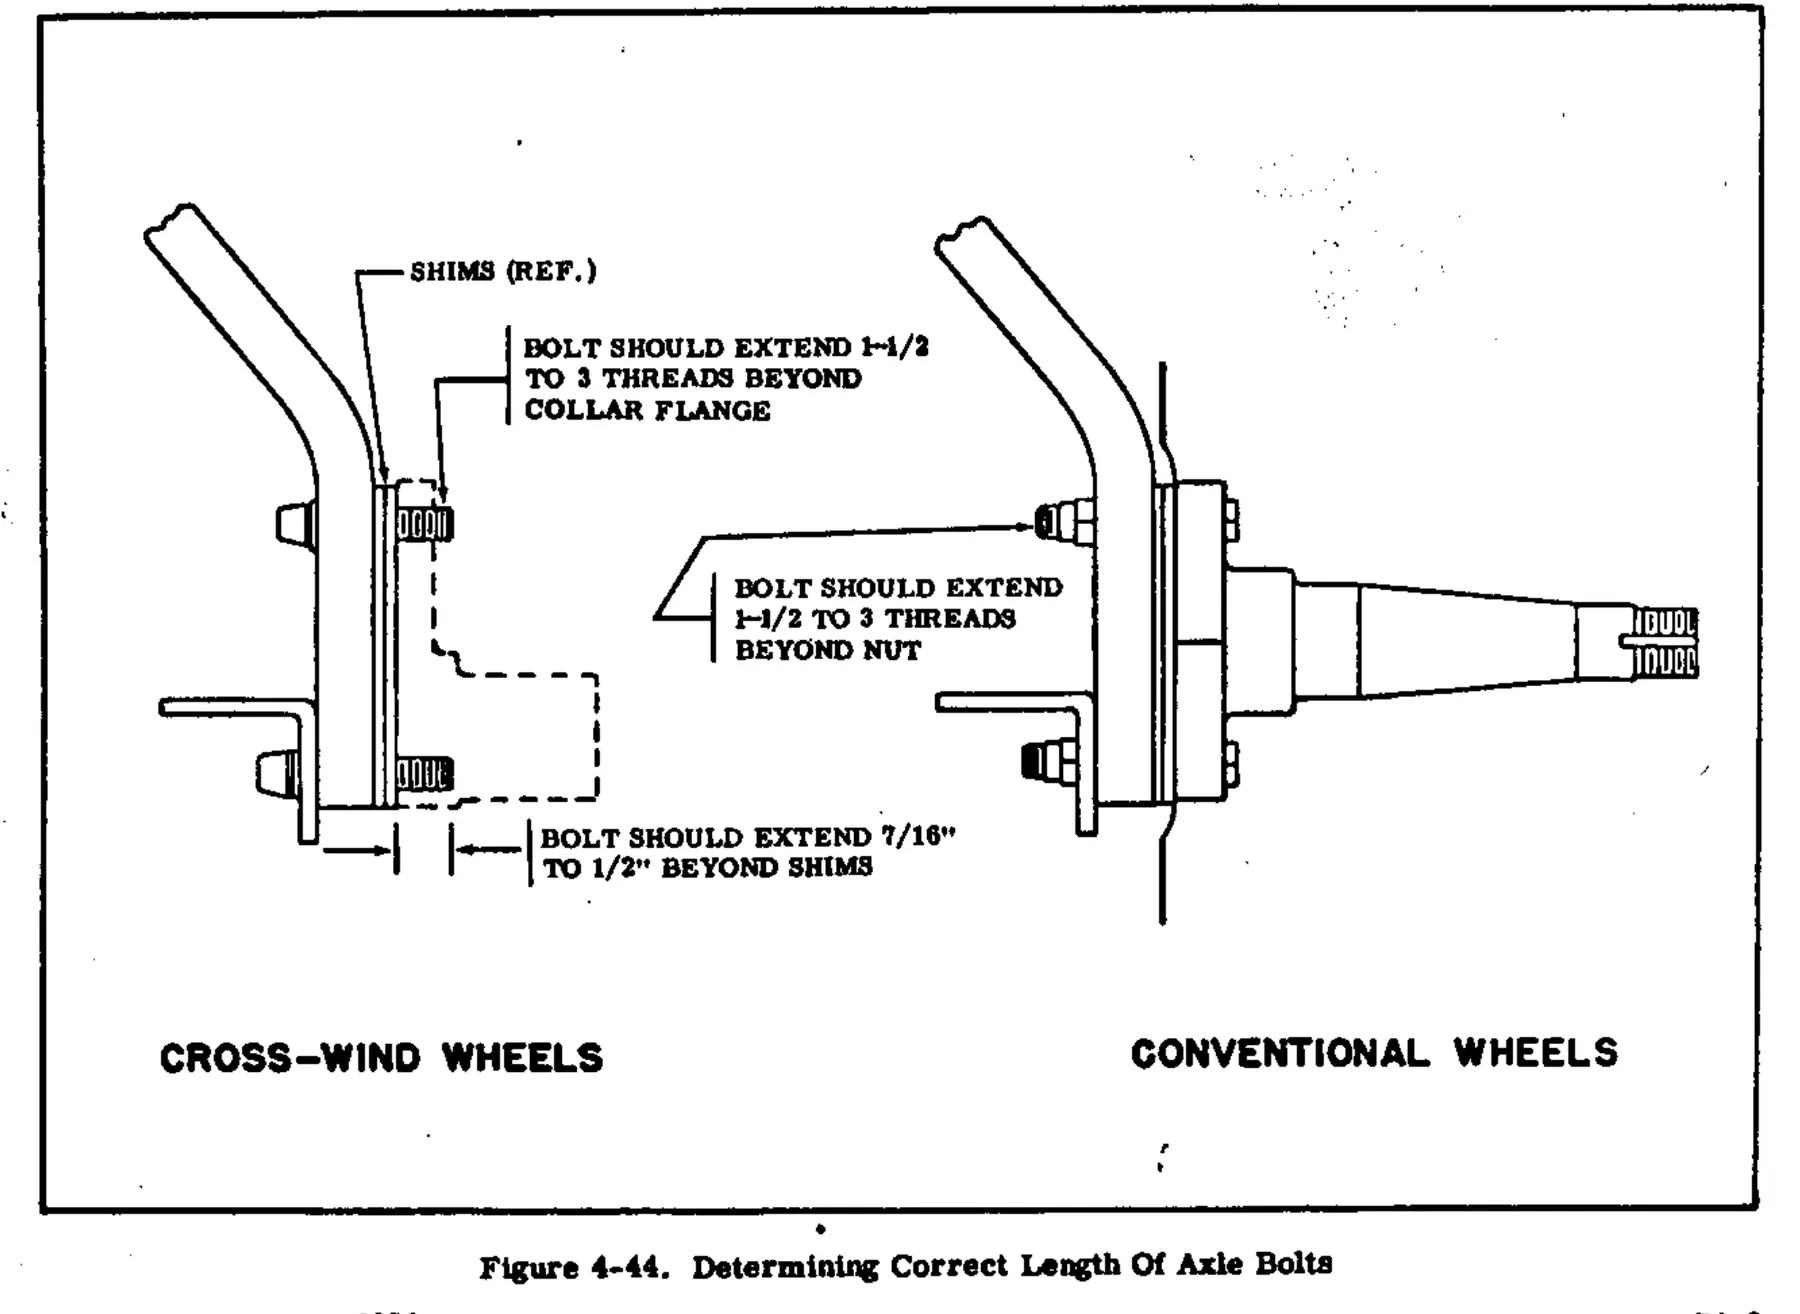 SHIMS (REF.)
BOLT SHOULD EXTEND 1-1/2
TO 3 THREADS BEYOND
COLLAR FLANGE
BOLT SHOULD EXTEND
1-1/2 TO 3 THREADS
BEYOND NUT
BOLT SHOULD EXTEND 7/16"
TO 1/2" BEYOND SHIMS
CROSS-WIND WHEELS
CONVENTIONAL WHEELS
Figure 4-44. Determining Correct Length Of Axle Bolts